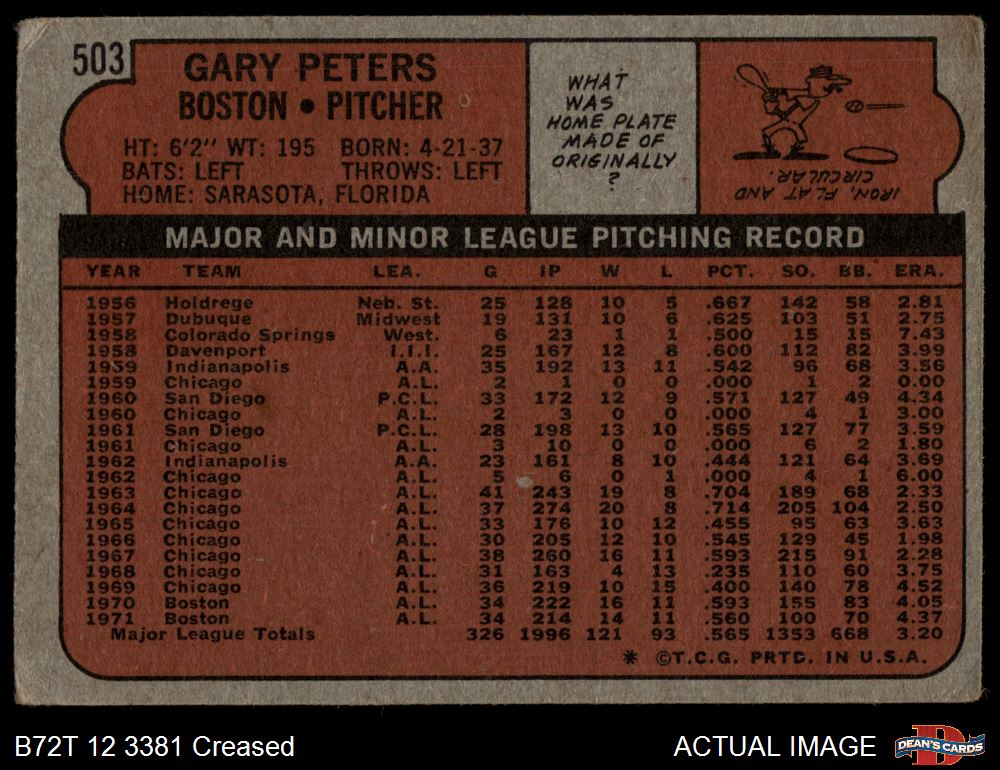 503
GARY PETERS
BOSTON • PITCHER
HT: 6'2" WT: 195 BORN: 4-21-37
BATS: LEFT THROWS: LEFT
HOME: SARASOTA, FLORIDA
WHAT
WAS
HOME PLATE
MADE OF
ORIGINALLY
?
IRON, FLAT AND
CIRCULAR.
MAJOR AND MINOR LEAGUE PITCHING RECORD
YEAR TEAM LEA. G IP W L PCT. SO. BB. ERA.
1956 Holdrege Neb. St. 25 128 10 5 .667 142 58 2.81
1957 Dubuque Midwest 19 131 10 6 .625 103 51 2.75
1958 Colorado Springs West. 6 23 1 1 .500 15 15 7.43
1958 Davenport I.I.I. 25 167 12 8 .600 112 82 3.99
1959 Indianapolis A.A. 35 192 13 11 .542 96 68 3.56
1959 Chicago A.L. 2 1 0 0 .000 1 2 0.00
1960 San Diego P.C.L. 33 172 12 9 .571 127 49 4.34
1960 Chicago A.L. 2 3 0 0 .000 4 1 3.00
1961 San Diego P.C.L. 28 198 13 10 .565 127 77 3.59
1961 Chicago A.L. 3 10 0 0 .000 6 2 1.80
1962 Indianapolis A.A. 23 161 8 10 .444 121 64 3.69
1962 Chicago A.L. 5 6 0 1 .000 4 1 6.00
1963 Chicago A.L. 41 243 19 8 .704 189 68 2.33
1964 Chicago A.L. 37 274 20 8 .714 205 104 2.50
1965 Chicago A.L. 33 176 10 12 .455 95 63 3.63
1966 Chicago A.L. 30 205 12 10 .545 129 45 1.98
1967 Chicago A.L. 38 260 16 11 .593 215 91 2.28
1968 Chicago A.L. 31 163 4 13 .235 110 60 3.75
1969 Chicago A.L. 36 219 10 15 .400 140 78 4.52
1970 Boston A.L. 34 222 16 11 .593 155 83 4.05
1971 Boston A.L. 34 214 14 11 .560 100 70 4.37
Major League Totals 326 1996 121 93 .565 1353 668 3.20
* ©T.C.G. PRTD. IN U.S.A.
B72T 12 3381 Creased
ACTUAL IMAGE
DEAN'S CARDS